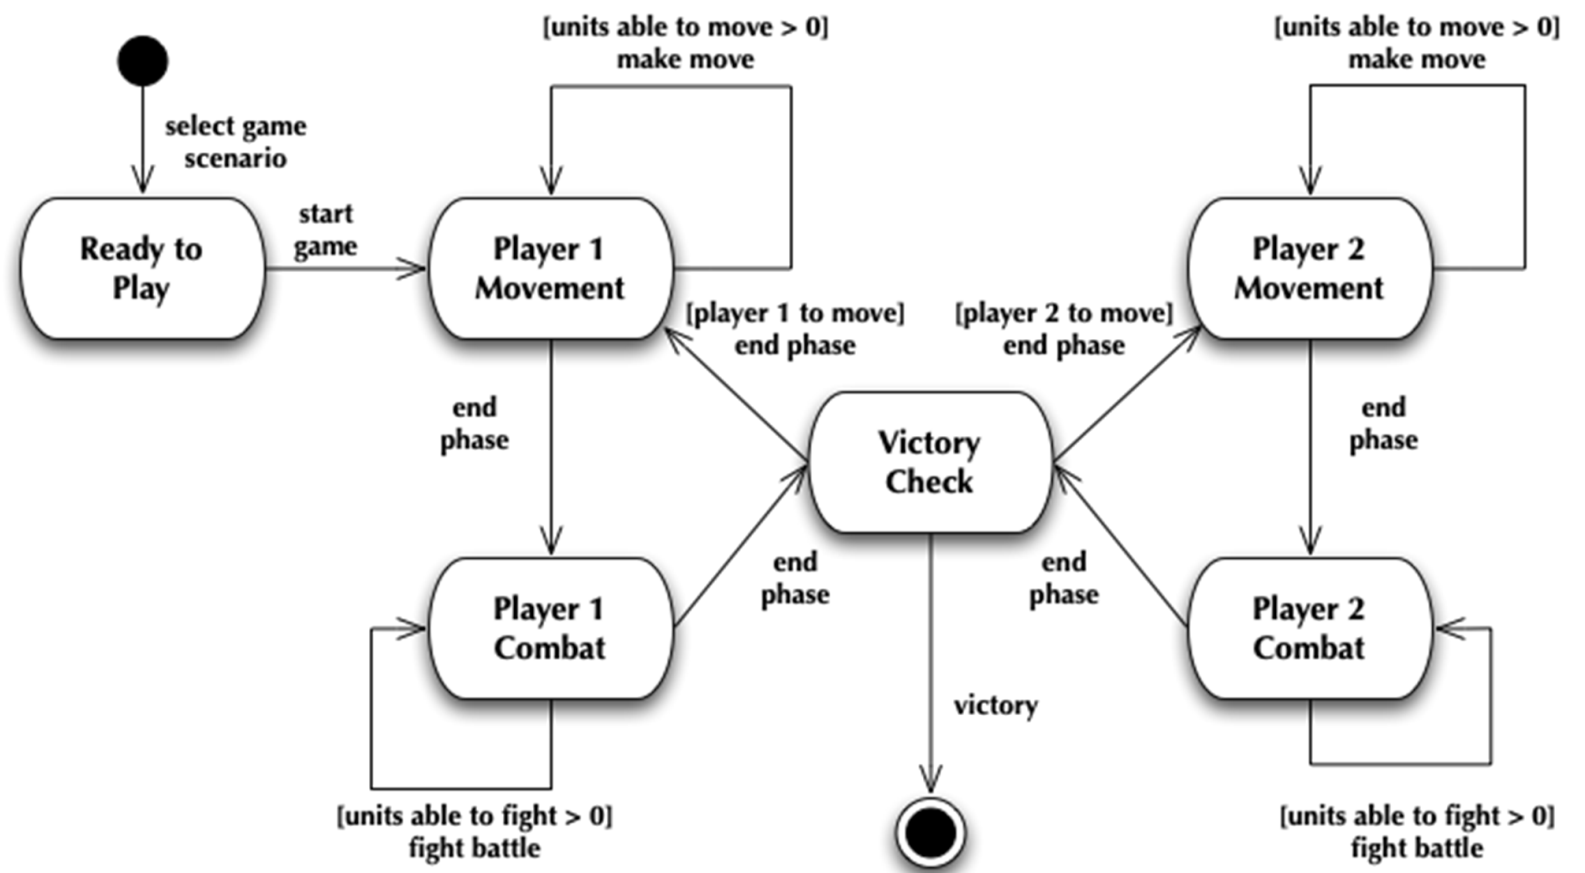 [units able to move > 0]
make move
[units able to move > 0]
make move
select game
scenario
start
game
Ready to
Play
Player 1
Movement
Player 2
Movement
[player 1 to move]
end phase
[player 2 to move]
end phase
end
phase
Victory
Check
end
phase
end
phase
end
phase
Player 1
Combat
Player 2
Combat
victory
[units able to fight > 0]
fight battle
[units able to fight > 0]
fight battle